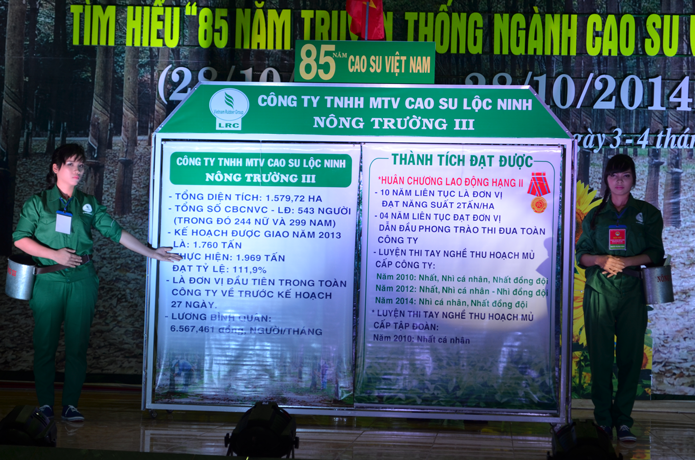 TÌM HIỂU "85 NĂM TRUYỀN THỐNG NGÀNH CAO SU
(28/10/ 28/10/2014
ngày 3-4
85 NĂM CAO SU VIỆT NAM
LRC
CÔNG TY TNHH MTV CAO SU LỘC NINH
NÔNG TRƯỜNG III
CÔNG TY TNHH MTV CAO SU LỘC NINH
NÔNG TRƯỜNG III
- TỔNG DIỆN TÍCH: 1.579,72 HA
- TỔNG SỐ CBCNVC - LĐ: 543 NGƯỜI
(TRONG ĐÓ 244 NỮ VÀ 299 NAM)
- KẾ HOẠCH ĐƯỢC GIAO NĂM 2013
LÀ: 1.760 TẤN
THỰC HIỆN: 1.969 TẤN
ĐẠT TỶ LỆ: 111,9%
- LÀ ĐƠN VỊ ĐẦU TIÊN TRONG TOÀN
CÔNG TY VỀ TRƯỚC KẾ HOẠCH
27 NGÀY.
- LƯƠNG BÌNH QUÂN:
6.567,461 đồng/NGƯỜI/THÁNG
THÀNH TÍCH ĐẠT ĐƯỢC
*HUÂN CHƯƠNG LAO ĐỘNG HẠNG II
- 10 NĂM LIÊN TỤC LÀ ĐƠN VỊ
ĐẠT NĂNG SUẤT 2TẤN/HA
- 04 NĂM LIÊN TỤC ĐẠT ĐƠN VỊ
DẪN ĐẦU PHONG TRÀO THI ĐUA TOÀN
CÔNG TY
- LUYỆN THI TAY NGHỀ THU HOẠCH MỦ
CẤP CÔNG TY:
Năm 2010: Nhất, Nhì cá nhân, Nhất đồng đội
Năm 2012: Nhất, Nhì cá nhân - Nhì đồng đội
Năm 2014: Nhì cá nhân, Nhất đồng đội
* LUYỆN THI TAY NGHỀ THU HOẠCH MỦ
CẤP TẬP ĐOÀN:
Năm 2010, Nhất cá nhân